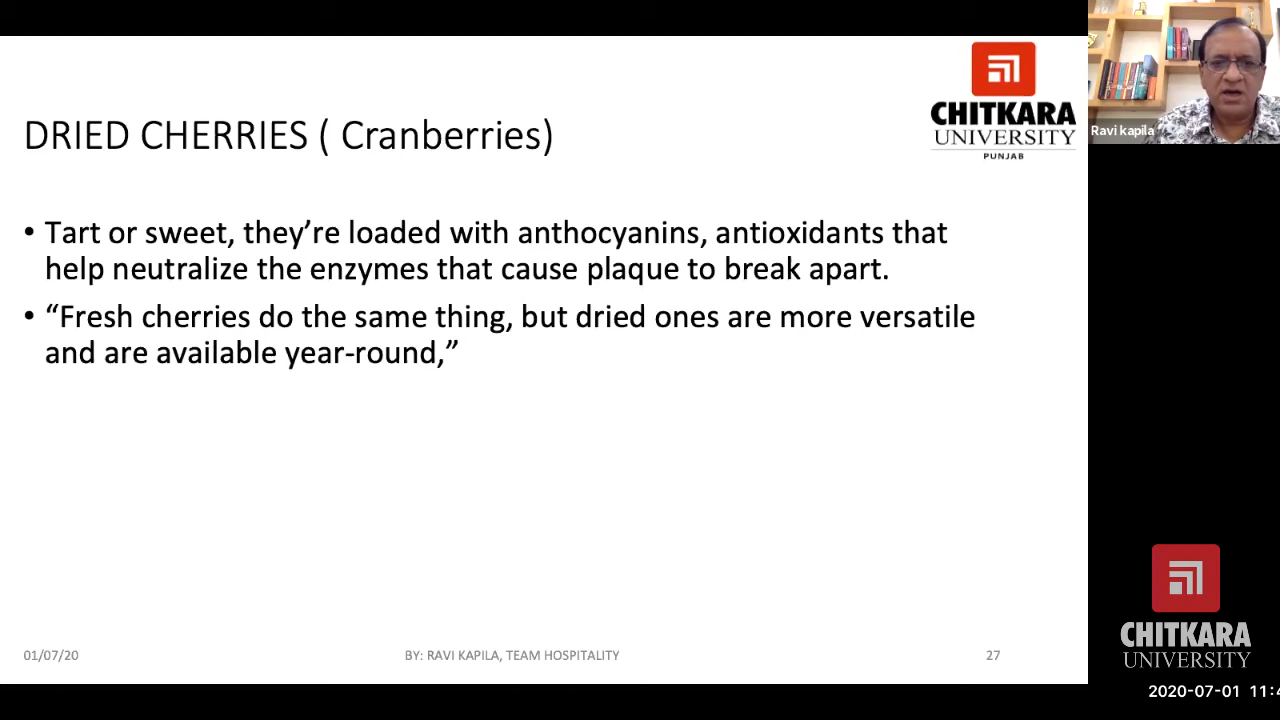 CHITKARA
UNIVERSITY
PUNJAB
Ravi kapila
DRIED CHERRIES ( Cranberries)
• Tart or sweet, they’re loaded with anthocyanins, antioxidants that
help neutralize the enzymes that cause plaque to break apart.
• “Fresh cherries do the same thing, but dried ones are more versatile
and are available year-round,”
01/07/20
BY: RAVI KAPILA, TEAM HOSPITALITY
27
CHITKARA
UNIVERSITY
2020-07-01 11:4